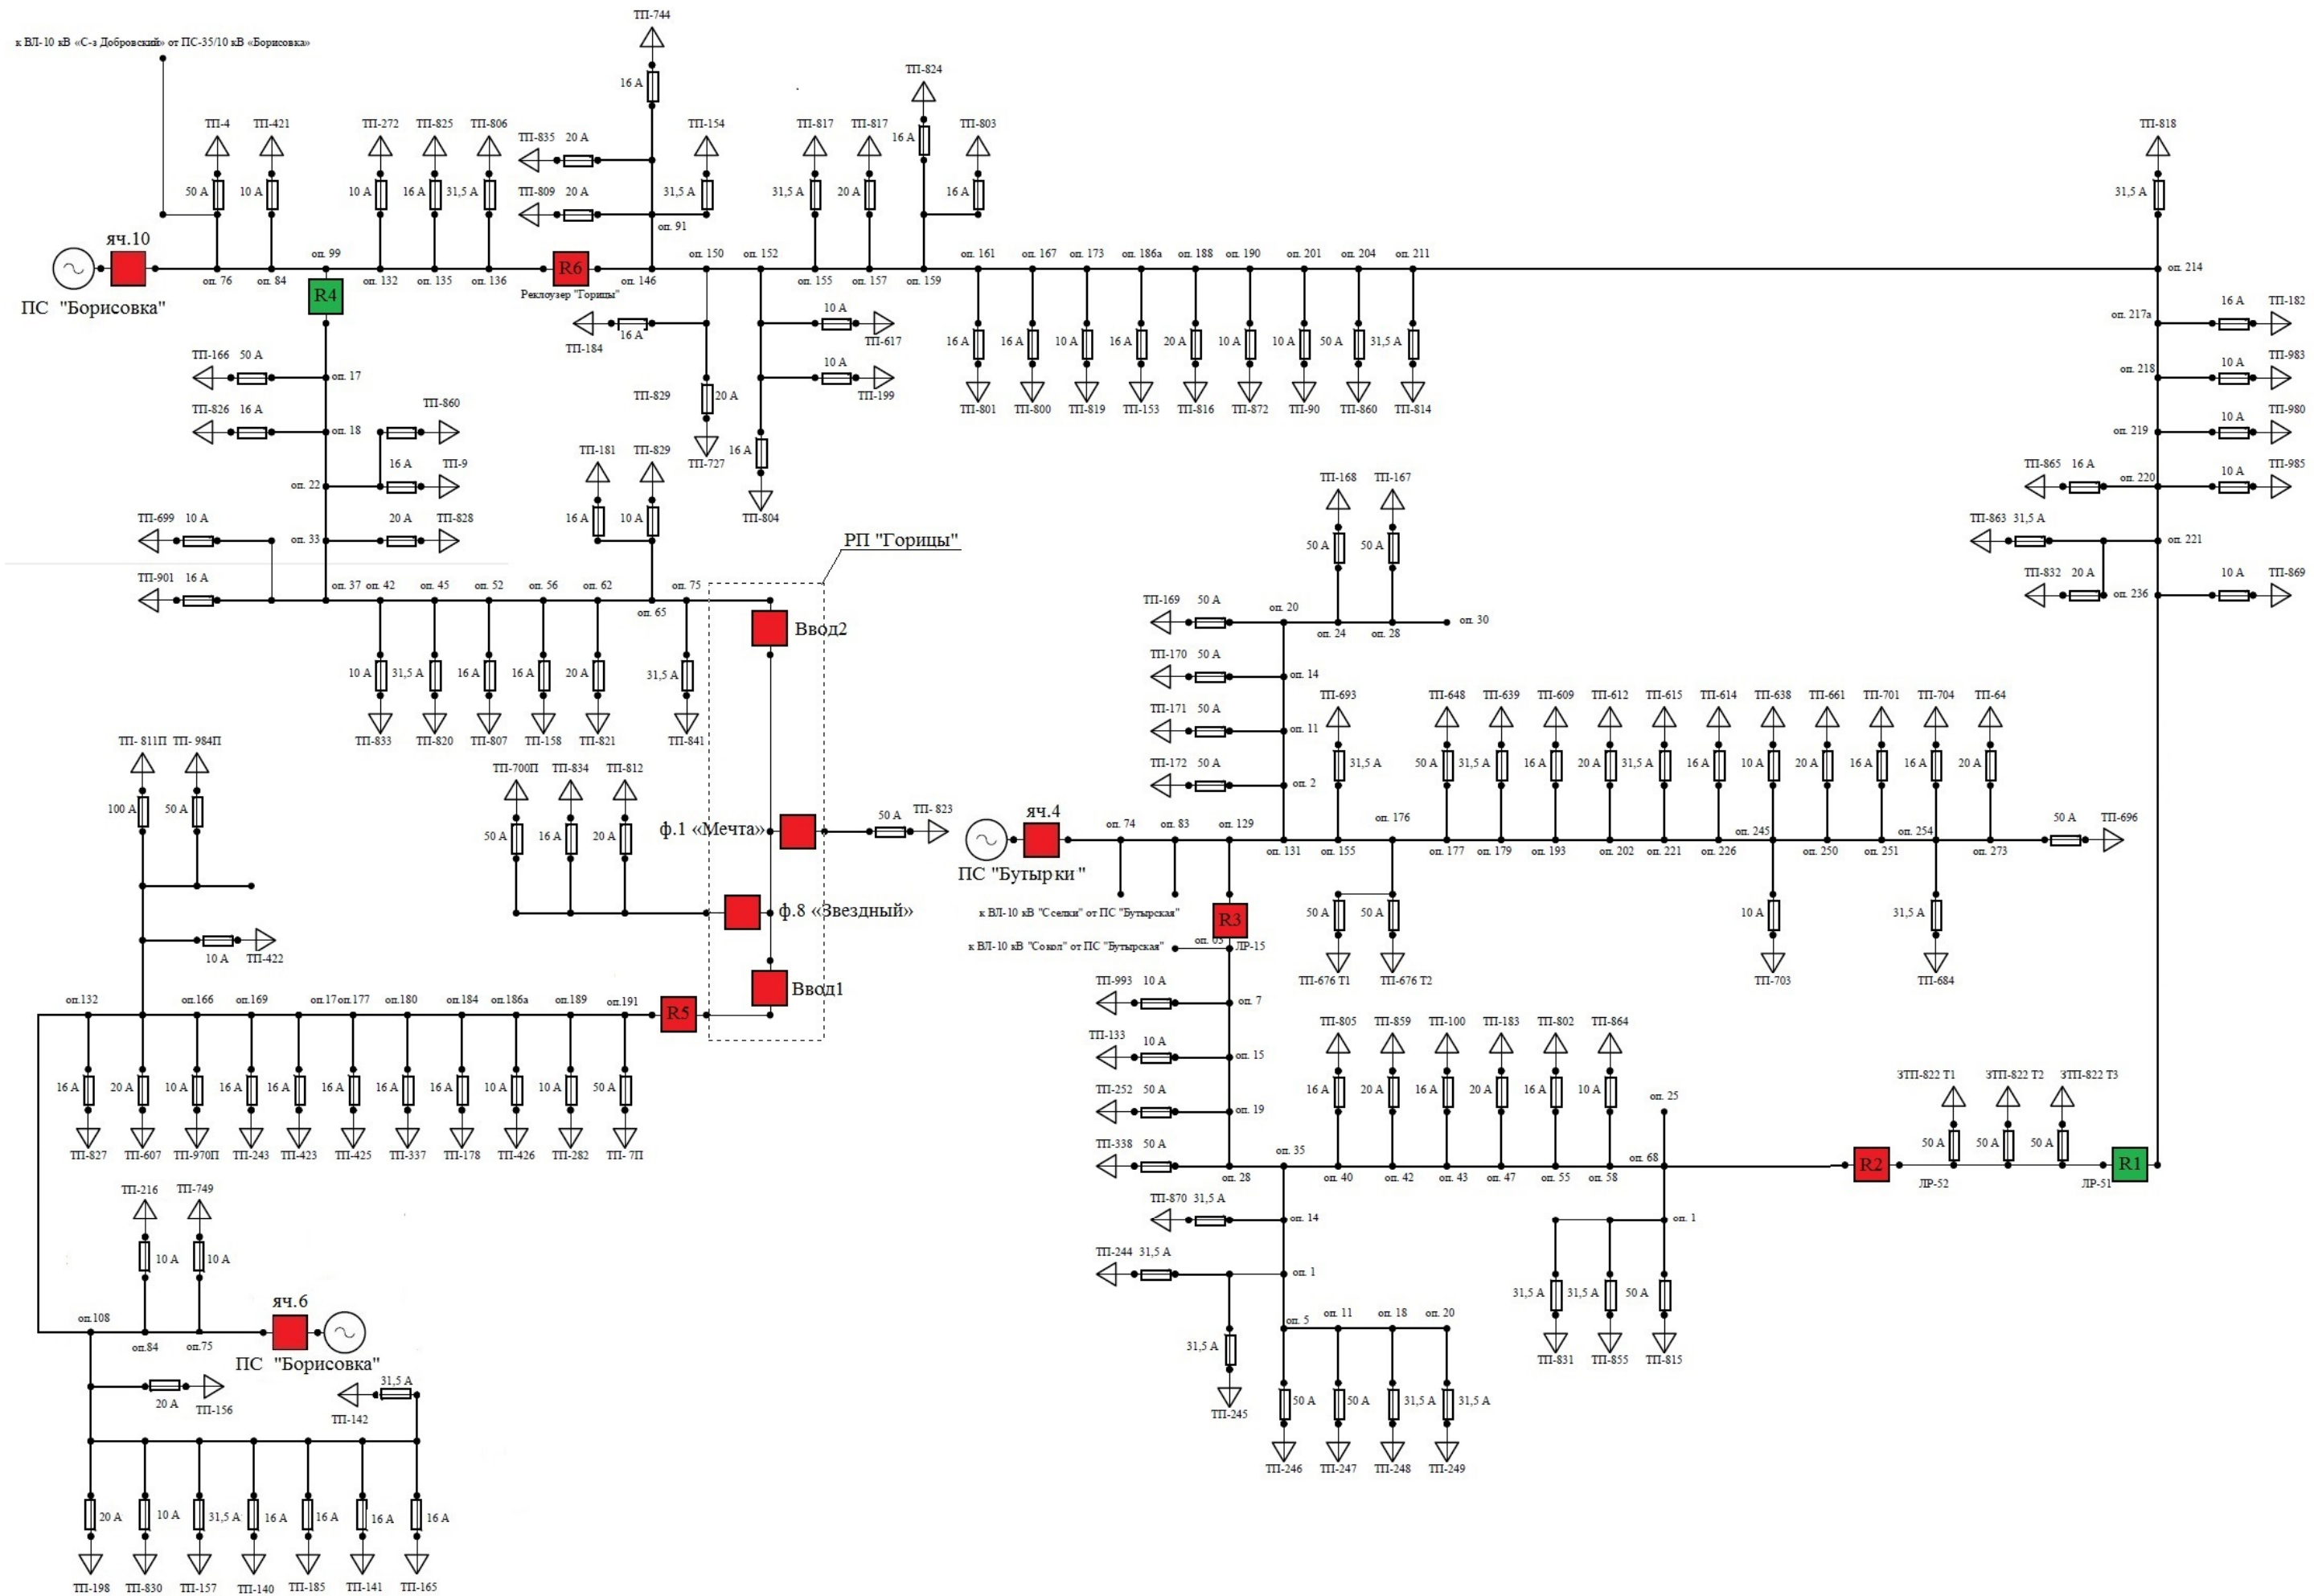 ТП-744
к ВЛ-10 кВ «С-з Добровский» от ПС-35/10 кВ «Борисовка»
16 А
ТП-824
ТП-4 ТП-421 ТП-272 ТП-825 ТП-806 ТП-835 20 А ТП-154 ТП-817 ТП-817 16 А ТП-803 ТП-818
50 А 10 А 10 А 16 А 31,5 А ТП-809 20 А 31,5 А 31,5 А 20 А 16 А 31,5 А
оп. 91
яч.10 оп. 99 оп. 150 оп. 152 оп. 161 оп. 167 оп. 173 оп. 186а оп. 188 оп. 190 оп. 201 оп. 204 оп. 211
R6 оп. 214
оп. 76 оп. 84 оп. 132 оп. 135 оп. 136 оп. 146 оп. 155 оп. 157 оп. 159
R4 Реклоузер "Горицы"
ПС "Борисовка"
16 А ТП-182
10 А оп. 217а
16 А
ТП-184 ТП-617
16 А 16 А 10 А 16 А 20 А 10 А 10 А 50 А 31,5 А
ТП-166 50 А 10 А ТП-983
оп. 17 10 А
оп. 218
ТП-829 20 А ТП-199
ТП-826 16 А ТП-860 ТП-801 ТП-800 ТП-819 ТП-153 ТП-816 ТП-872 ТП-90 ТП-860 ТП-814 10 А ТП-980
оп. 18 оп. 219
ТП-181 ТП-829 16 А
16 А ТП-9 ТП-727 ТП-865 16 А 10 А ТП-985
оп. 22 ТП-168 ТП-167 оп. 220
ТП-699 10 А 20 А ТП-828 16 А 10 А ТП-804 ТП-863 31,5 А
оп. 33 РП "Горицы" 50 А 50 А оп. 221
ТП-901 16 А ТП-832 20 А 10 А ТП-869
оп. 37 оп. 42 оп. 45 оп. 52 оп. 56 оп. 62 оп. 75 ТП-169 50 А оп. 20 оп. 236
оп. 65 оп. 30
Ввод2 оп. 24 оп. 28
ТП-170 50 А
10 А 31,5 А 16 А 16 А 20 А 31,5 А оп. 14
ТП-693 ТП-648 ТП-639 ТП-609 ТП-612 ТП-615 ТП-614 ТП-638 ТП-661 ТП-701 ТП-704 ТП-64
ТП-171 50 А
оп. 11
ТП- 811П ТП- 984П ТП-833 ТП-820 ТП-807 ТП-158 ТП-821 ТП-841
ТП-700П ТП-834 ТП-812 ТП-172 50 А 31,5 А 50 А 31,5 А 16 А 20 А 31,5 А 16 А 10 А 20 А 16 А 16 А 20 А
оп. 2
100 А 50 А яч.4
50 А 16 А 20 А ф.1 «Мечта» 50 А ТП- 823 оп. 74 оп. 83 оп. 129 оп. 176 оп. 245 оп. 254 50 А ТП-696
оп. 131 оп. 155 оп. 177 оп. 179 оп. 193 оп. 202 оп. 221 оп. 226 оп. 250 оп. 251 оп. 273
ПС "Бутырки"
ф.8 «Звездный» к ВЛ-10 кВ "Сселки" от ПС "Бутырская" R3 50 А 50 А 10 А 31,5 А
к ВЛ-10 кВ "Сокол" от ПС "Бутырская" ЛР-15
10 А ТП-422
ТП-993 10 А ТП-676 Т1 ТП-676 Т2 ТП-703 ТП-684
Ввод1
оп.132 оп.166 оп.169 оп.17 оп.177 оп.180 оп.184 оп.186а оп.189 оп.191 R5 оп. 7
ТП-805 ТП-859 ТП-100 ТП-183 ТП-802 ТП-864
ТП-133 10 А
оп. 15
16 А 20 А 10 А 16 А 16 А 16 А 16 А 16 А 10 А 10 А 50 А ТП-252 50 А 16 А 20 А 16 А 20 А 16 А 10 А оп. 25 ЗТП-822 Т1 ЗТП-822 Т2 ЗТП-822 Т3
оп. 19
ТП-827 ТП-607 ТП-970П ТП-243 ТП-423 ТП-425 ТП-337 ТП-178 ТП-426 ТП-282 ТП- 7П ТП-338 50 А оп. 35 50 А 50 А 50 А
оп. 68 R2 R1
оп. 28 оп. 40 оп. 42 оп. 43 оп. 47 оп. 55 оп. 58 ЛР-52 ЛР-51
ТП-216 ТП-749 ТП-870 31,5 А
оп. 14 оп. 1
10 А 10 А ТП-244 31,5 А
оп. 1
яч.6 31,5 А 31,5 А 50 А
оп.108 оп. 5 оп. 11 оп. 18 оп. 20
оп.84 оп.75 31,5 А
ПС "Борисовка" ТП-831 ТП-855 ТП-815
31,5 А
20 А ТП-156 50 А 50 А 31,5 А 31,5 А
ТП-142 ТП-245
ТП-246 ТП-247 ТП-248 ТП-249
20 А 10 А 31,5 А 16 А 16 А 16 А 16 А
ТП-198 ТП-830 ТП-157 ТП-140 ТП-185 ТП-141 ТП-165